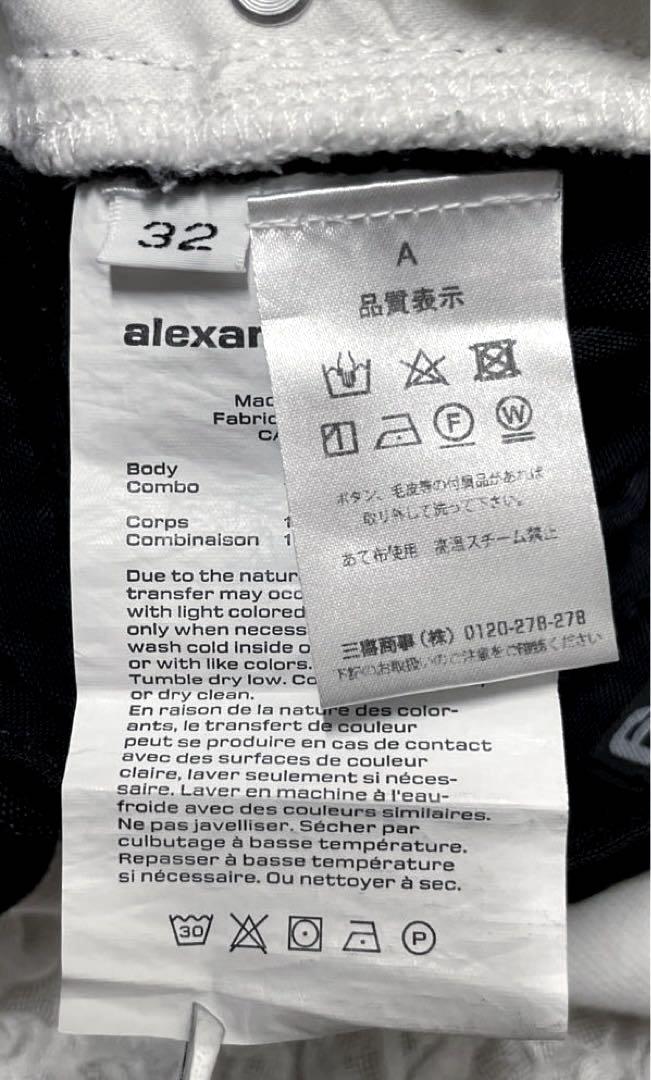 32
A
品質表示
alexan
Mad
Fabric
CA
Body
Combo
Corps 1
Combinaison 1
Due to the natur
transfer may occ
with light colored
only when necess
wash cold inside o
or with like colors.
Tumble dry low. Co
or dry clean.
En raison de la nature des color-
ants, le transfert de couleur
peut se produire en cas de contact
avec des surfaces de couleur
claire, laver seulement si néces-
saire. Laver en machine à l'eau-
froide avec des couleurs similaires.
Ne pas javelliser. Sécher par
culbutage à basse température.
Repasser à basse température
si nécessaire. Ou nettoyer à sec.
30
P
F
W
ボタン、毛皮等の付属品があれば
取り外して洗って下さい。
あて布使用 高温スチーム禁止
三喜商事(株) 0120-278-278
下記のお取扱いのご注意をご確認ください